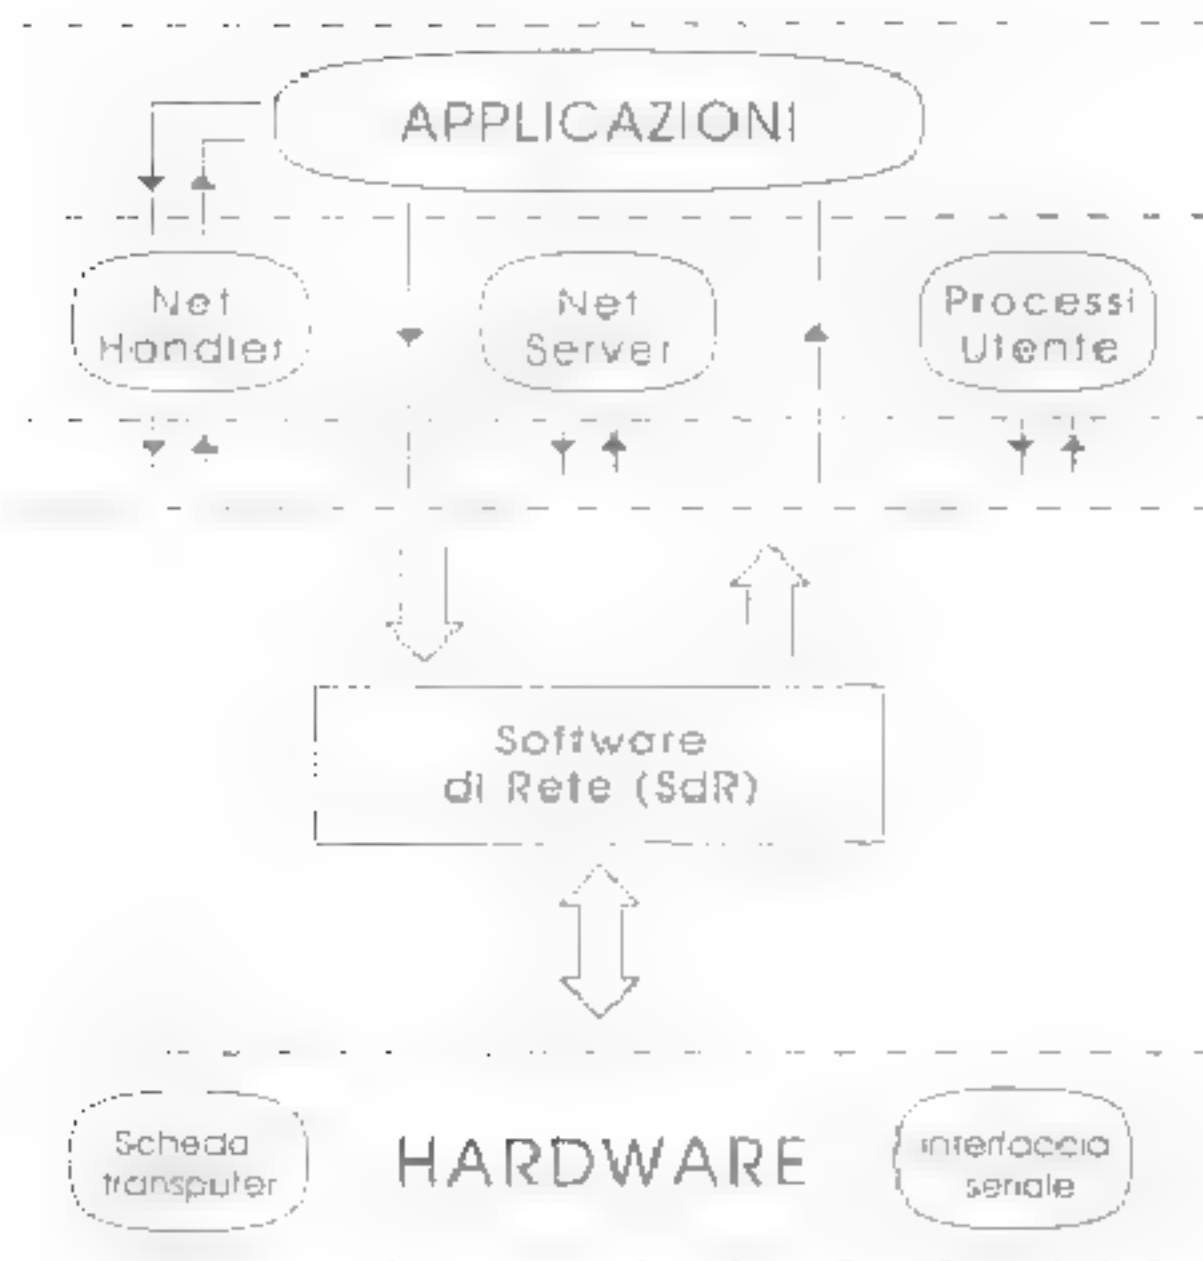 APPLICAZIONI
Net
Handler
Net
Server
Processi
Utente
Software
di Rete (SdR)
Scheda
transputer
HARDWARE
interfaccia
seriale